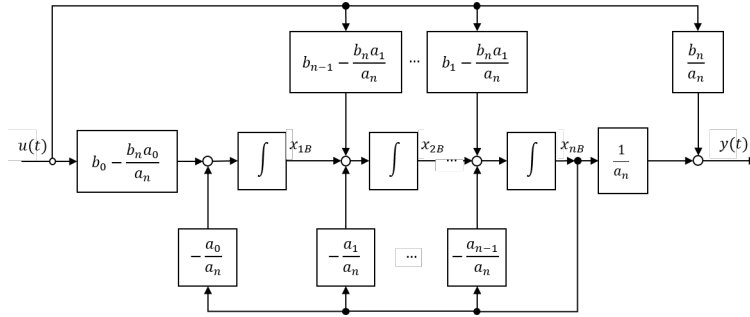 b_{n-1} - \frac{b_n a_1}{a_n}
...
b_1 - \frac{b_n a_1}{a_n}
\frac{b_n}{a_n}
u(t)
b_0 - \frac{b_n a_0}{a_n}
∫
x_{1B}
∫
x_{2B}
...
∫
x_{nB}
\frac{1}{a_n}
y(t)
-\frac{a_0}{a_n}
-\frac{a_1}{a_n}
...
-\frac{a_{n-1}}{a_n}